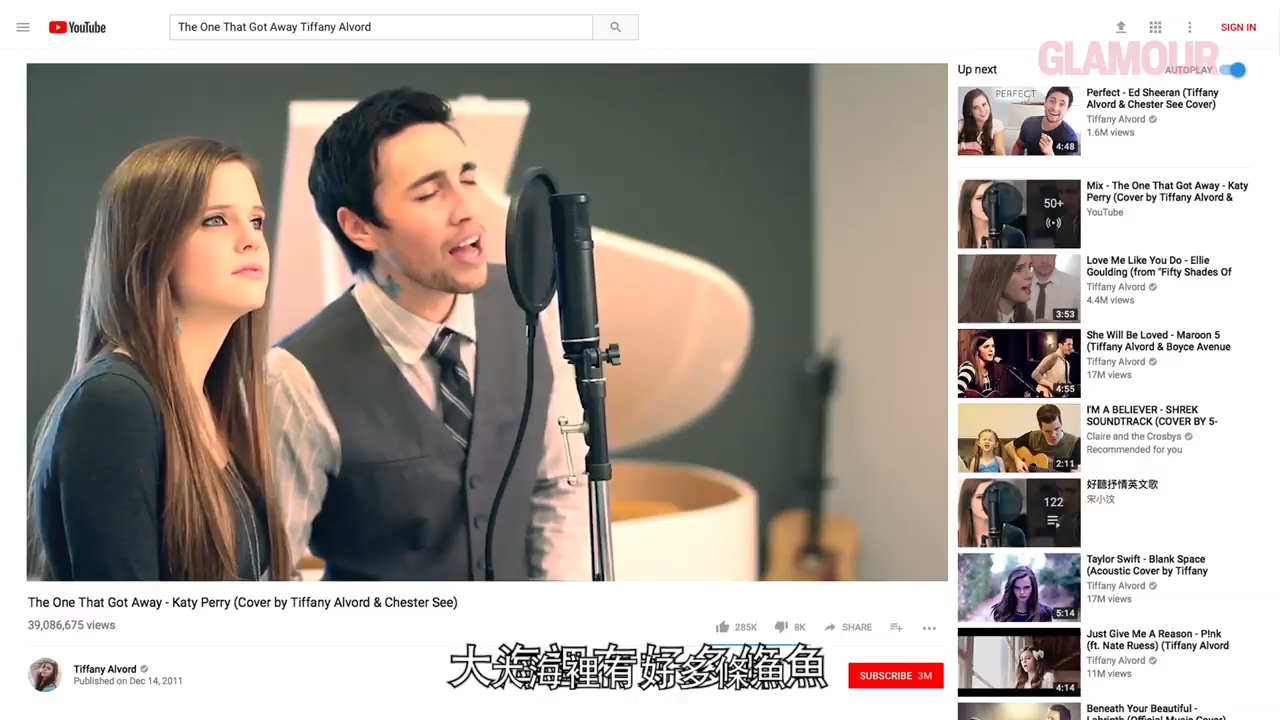 YouTube
The One That Got Away Tiffany Alvord
SIGN IN
GLAMOUR
Up next
AUTOPLAY
PERFECT
4:48
Perfect - Ed Sheeran (Tiffany
Alvord & Chester See Cover)
Tiffany Alvord
1.6M views
50+
Mix - The One That Got Away - Katy
Perry (Cover by Tiffany Alvord &
YouTube
3:53
Love Me Like You Do - Ellie
Goulding (from "Fifty Shades Of
Tiffany Alvord
4.4M views
4:55
She Will Be Loved - Maroon 5
(Tiffany Alvord & Boyce Avenue
Tiffany Alvord
17M views
2:11
I'M A BELIEVER - SHREK
SOUNDTRACK (COVER BY 5-
Claire and the Crosbys
Recommended for you
122
好聽抒情英文歌
宋小汶
5:14
Taylor Swift - Blank Space
(Acoustic Cover by Tiffany
Tiffany Alvord
17M views
4:14
Just Give Me A Reason - P!nk
(ft. Nate Ruess) (Tiffany Alvord
Tiffany Alvord
11M views
Beneath Your Beautiful -
Labrinth (Official Music Cover)
The One That Got Away - Katy Perry (Cover by Tiffany Alvord & Chester See)
39,086,675 views
285K
8K
SHARE
Tiffany Alvord
Published on Dec 14, 2011
SUBSCRIBE 3M
大海裡有好多條魚